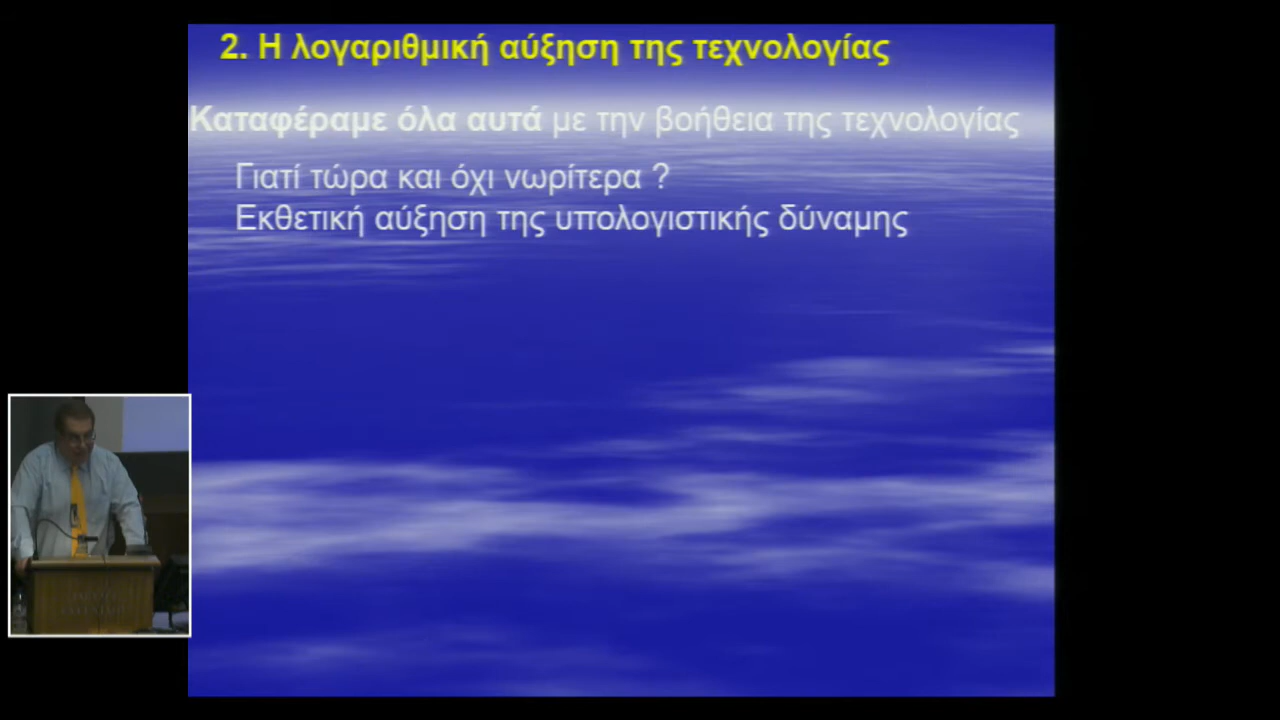 2. Η λογαριθμική αύξηση της τεχνολογίας
Καταφέραμε όλα αυτά με την βοήθεια της τεχνολογίας
Γιατί τώρα και όχι νωρίτερα ?
Εκθετική αύξηση της υπολογιστικής δύναμης